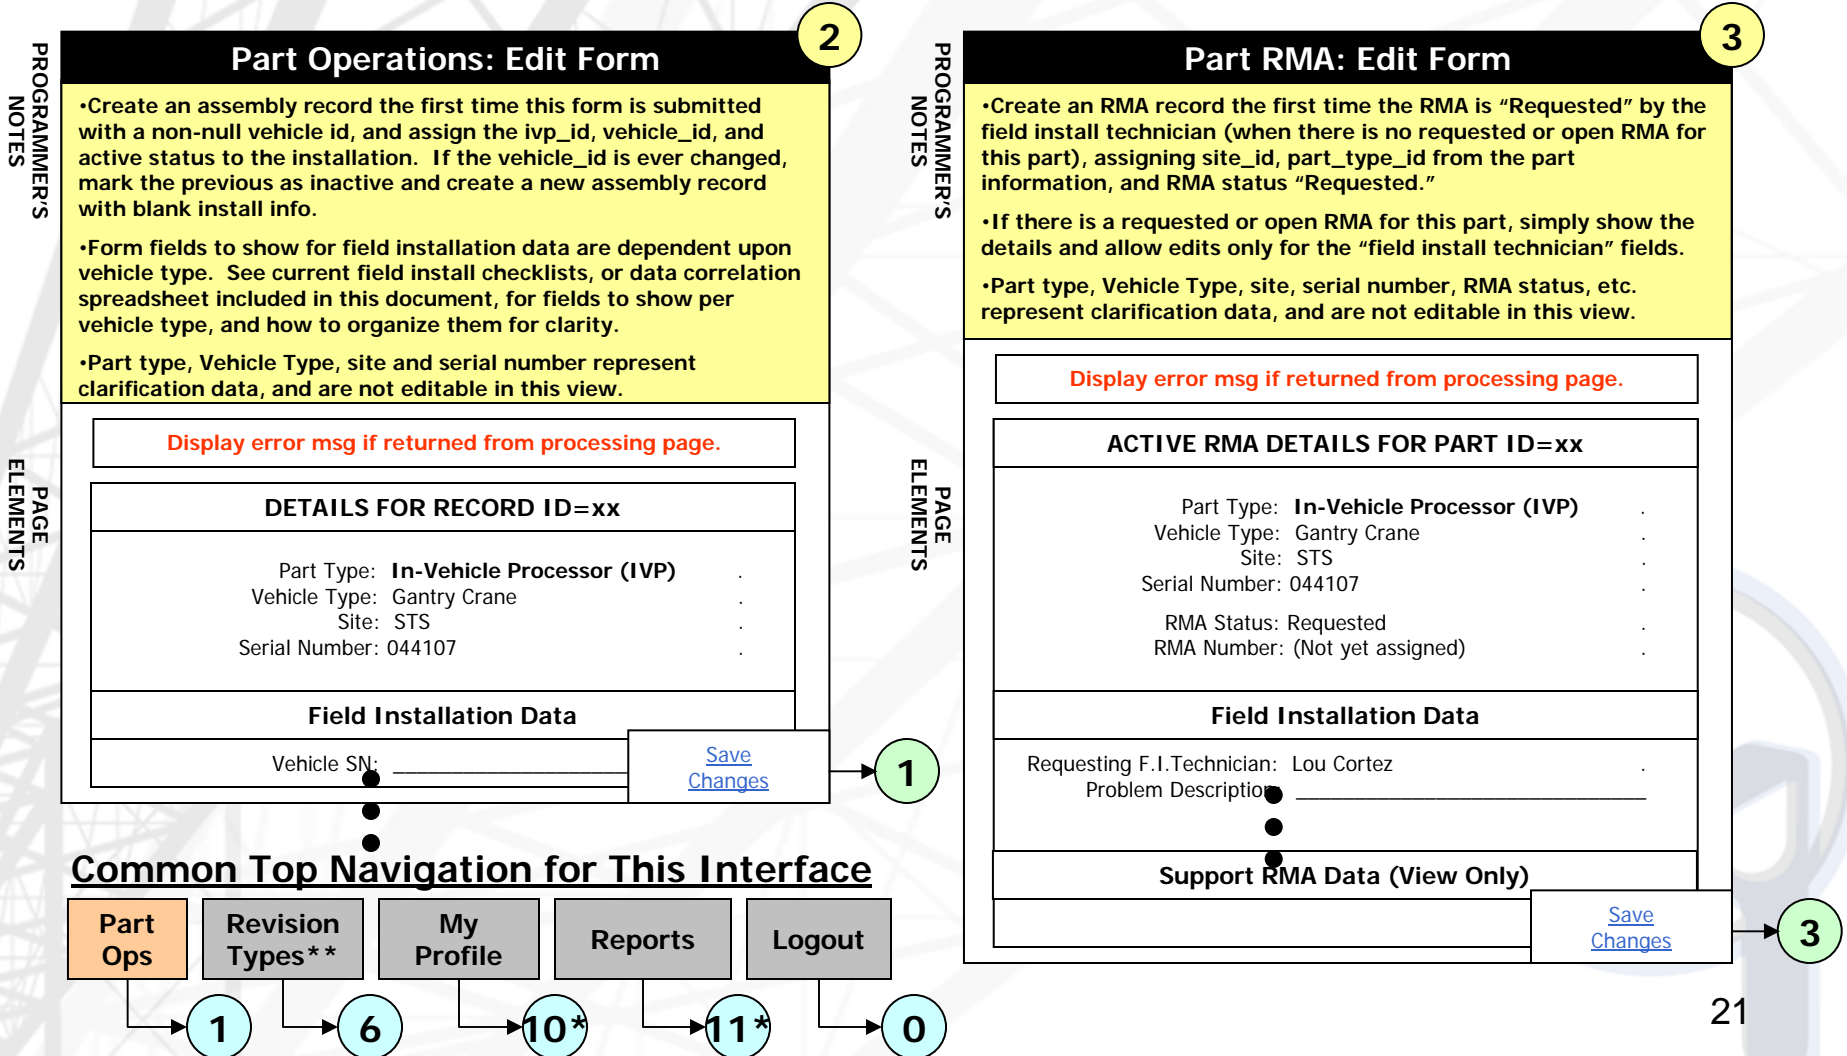 2
Part Operations: Edit Form
PROGRAMMER'S
NOTES
•Create an assembly record the first time this form is submitted
with a non-null vehicle id, and assign the ivp_id, vehicle_id, and
active status to the installation.  If the vehicle_id is ever changed,
mark the previous as inactive and create a new assembly record
with blank install info.
•Form fields to show for field installation data are dependent upon
vehicle type.  See current field install checklists, or data correlation
spreadsheet included in this document, for fields to show per
vehicle type, and how to organize them for clarity.
•Part type, Vehicle Type, site and serial number represent
clarification data, and are not editable in this view.
PAGE
ELEMENTS
Display error msg if returned from processing page.
DETAILS FOR RECORD ID=xx
Part Type: In-Vehicle Processor (IVP) .
Vehicle Type: Gantry Crane .
Site: STS .
Serial Number: 044107 .
Field Installation Data
Vehicle SN: ____________________
Save
Changes
1
Common Top Navigation for This Interface
Part
Ops
Revision
Types**
My
Profile
Reports
Logout
1
6
10*
11*
0
3
Part RMA: Edit Form
PROGRAMMER'S
NOTES
•Create an RMA record the first time the RMA is “Requested” by the
field install technician (when there is no requested or open RMA for
this part), assigning site_id, part_type_id from the part
information, and RMA status “Requested.”
•If there is a requested or open RMA for this part, simply show the
details and allow edits only for the “field install technician” fields.
•Part type, Vehicle Type, site, serial number, RMA status, etc.
represent clarification data, and are not editable in this view.
PAGE
ELEMENTS
Display error msg if returned from processing page.
ACTIVE RMA DETAILS FOR PART ID=xx
Part Type: In-Vehicle Processor (IVP) .
Vehicle Type: Gantry Crane .
Site: STS .
Serial Number: 044107 .
RMA Status: Requested .
RMA Number: (Not yet assigned) .
Field Installation Data
Requesting F.I.Technician: Lou Cortez .
Problem Description: ______________________________
Support RMA Data (View Only)
Save
Changes
3
21